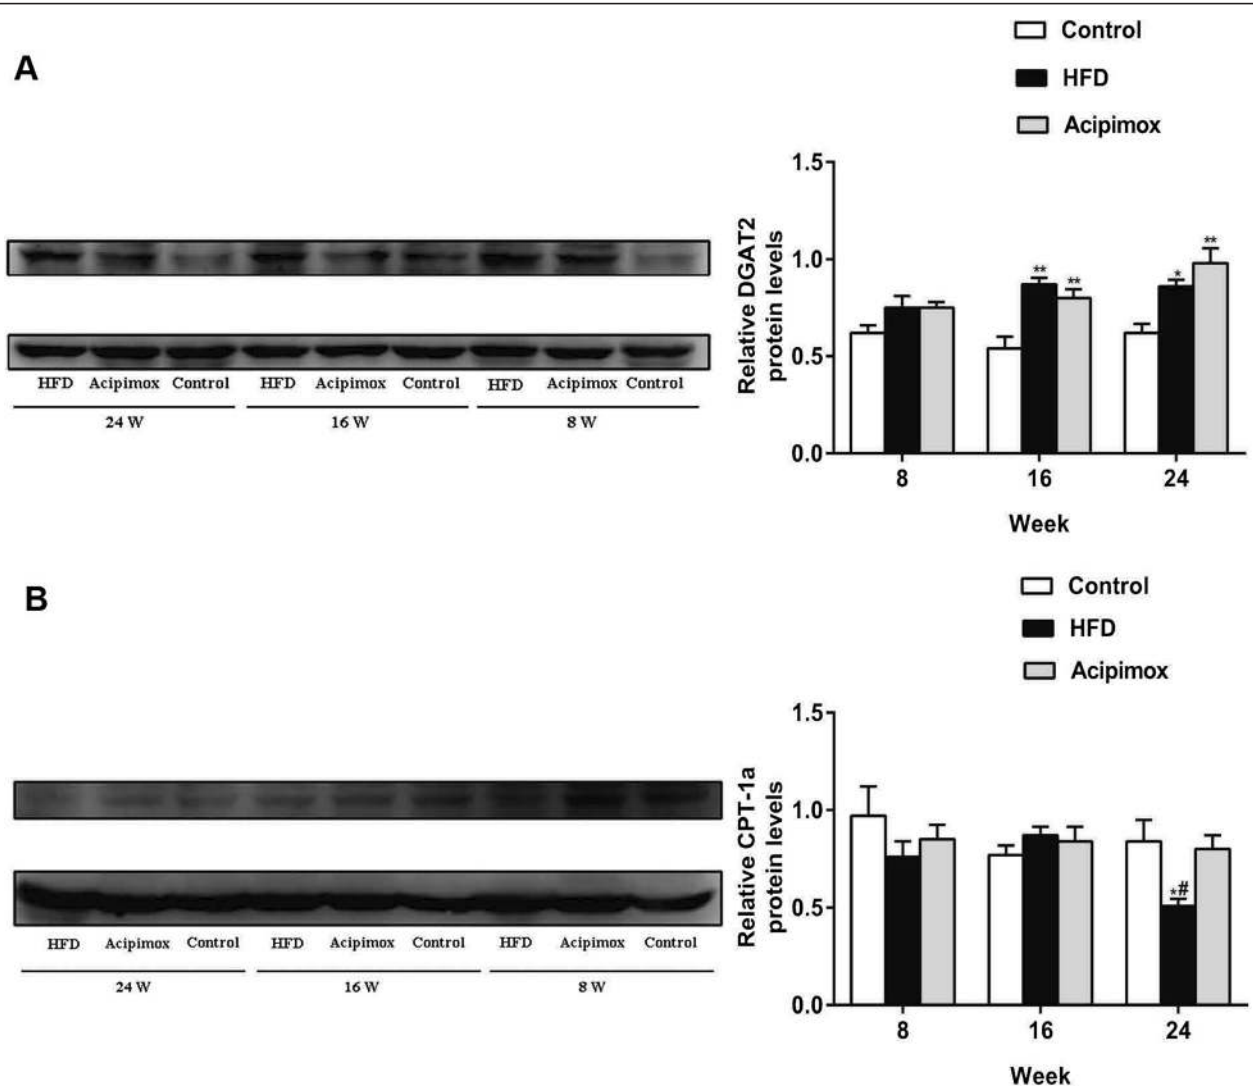 A
Control
HFD
Acipimox
HFD Acipimox Control HFD Acipimox Control HFD Acipimox Control
24 W 16 W 8 W
Relative DGAT2
protein levels
1.5
1.0
0.5
0.0
** ** * **
8 16 24
Week
B
Control
HFD
Acipimox
HFD Acipimox Control HFD Acipimox Control HFD Acipimox Control
24 W 16 W 8 W
Relative CPT-1a
protein levels
1.5
1.0
0.5
0.0
*#
8 16 24
Week